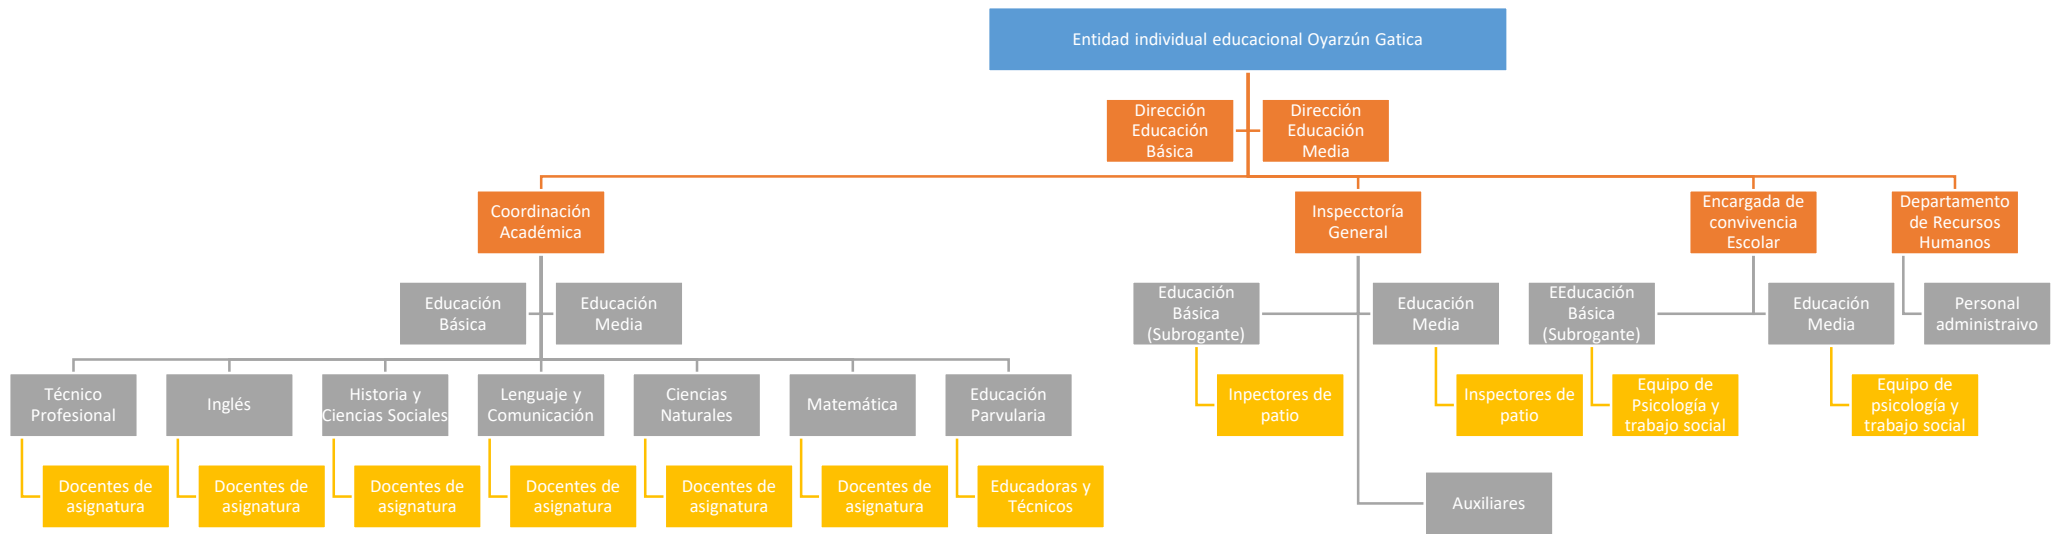 Entidad individual educacional Oyarzún Gatica
Dirección
Educación
Básica
Dirección
Educación
Media
Coordinación
Académica
Inspecctoría
General
Encargada de
convivencia
Escolar
Departamento
de Recursos
Humanos
Educación
Básica
Educación
Media
Educación
Básica
(Subrogante)
Educación
Media
EEducación
Básica
(Subrogante)
Educación
Media
Personal
administraivo
Técnico
Profesional
Inglés
Historia y
Ciencias Sociales
Lenguaje y
Comunicación
Ciencias
Naturales
Matemática
Educación
Parvularia
Inpectores de
patio
Inspectores de
patio
Equipo de
Psicología y
trabajo social
Equipo de
psicología y
trabajo social
Docentes de
asignatura
Docentes de
asignatura
Docentes de
asignatura
Docentes de
asignatura
Docentes de
asignatura
Docentes de
asignatura
Educadoras y
Técnicos
Auxiliares